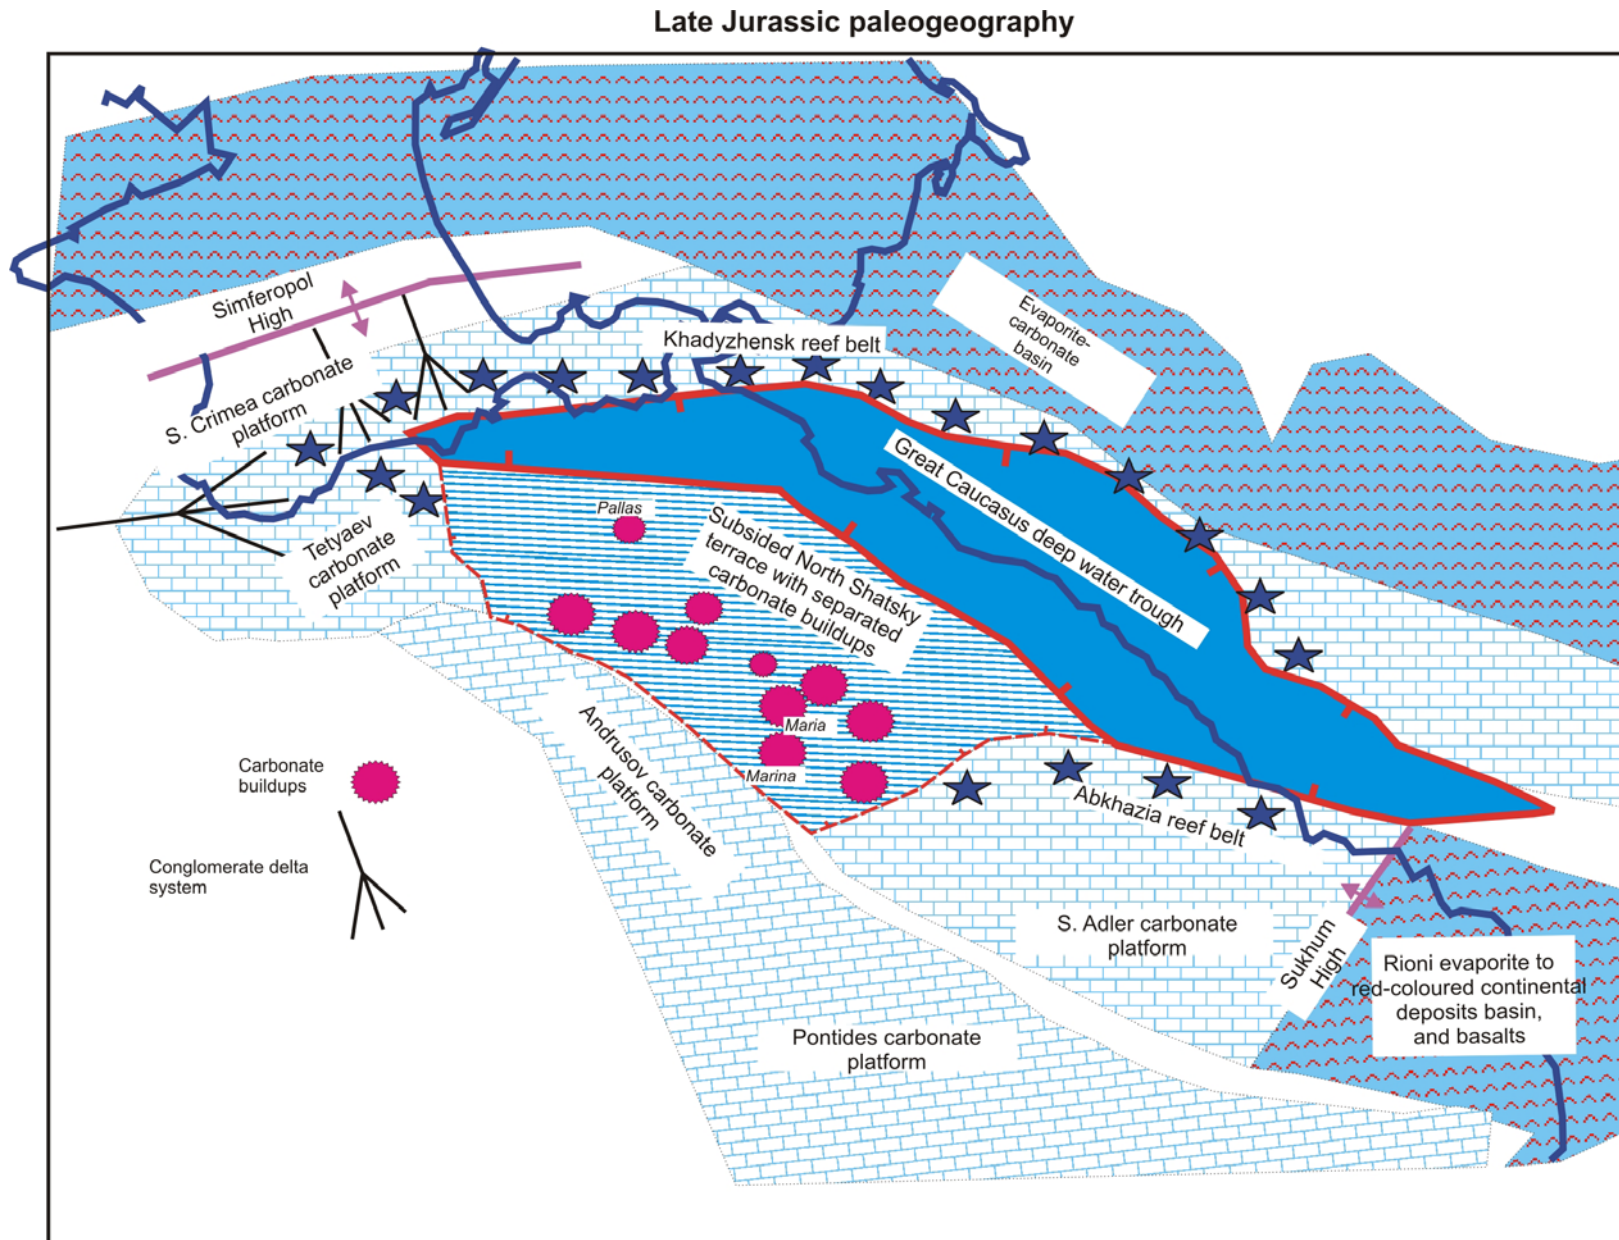 Late Jurassic paleogeography
Simferopol
High
S. Crimea carbonate
platform
Khadyzhensk reef belt
Evaporite-
carbonate
basin
Great Caucasus deep water trough
Tetyaev
carbonate
platform
Pallas
Subsided North Shatsky
terrace with separated
carbonate buildups
Maria
Marina
Andrusov carbonate
platform
Abkhazia reef belt
Carbonate
buildups
Conglomerate delta
system
S. Adler carbonate
platform
Sukhum
High
Rioni evaporite to
red-coloured continental
deposits basin,
and basalts
Pontides carbonate
platform